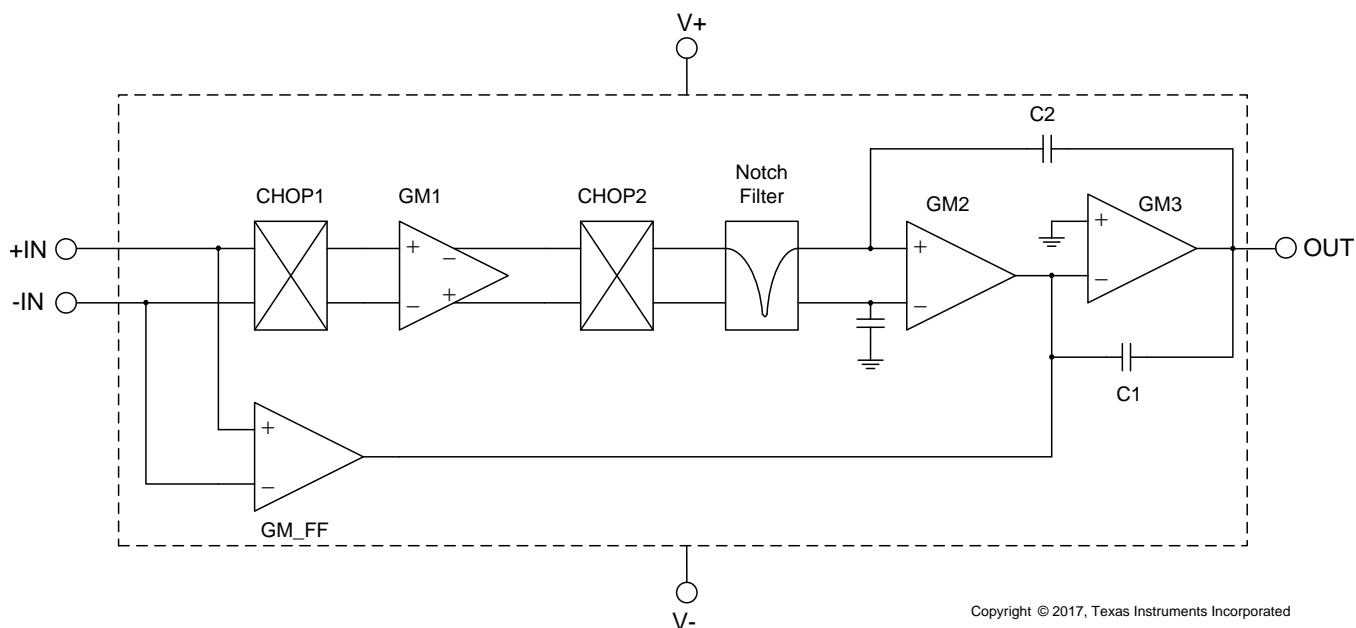 V+
C2
Notch
Filter
CHOP1
GM1
CHOP2
GM2
GM3
+
−
+
−
+
−
+
−
+IN
-IN
OUT
C1
+
−
GM_FF
V-
Copyright © 2017, Texas Instruments Incorporated